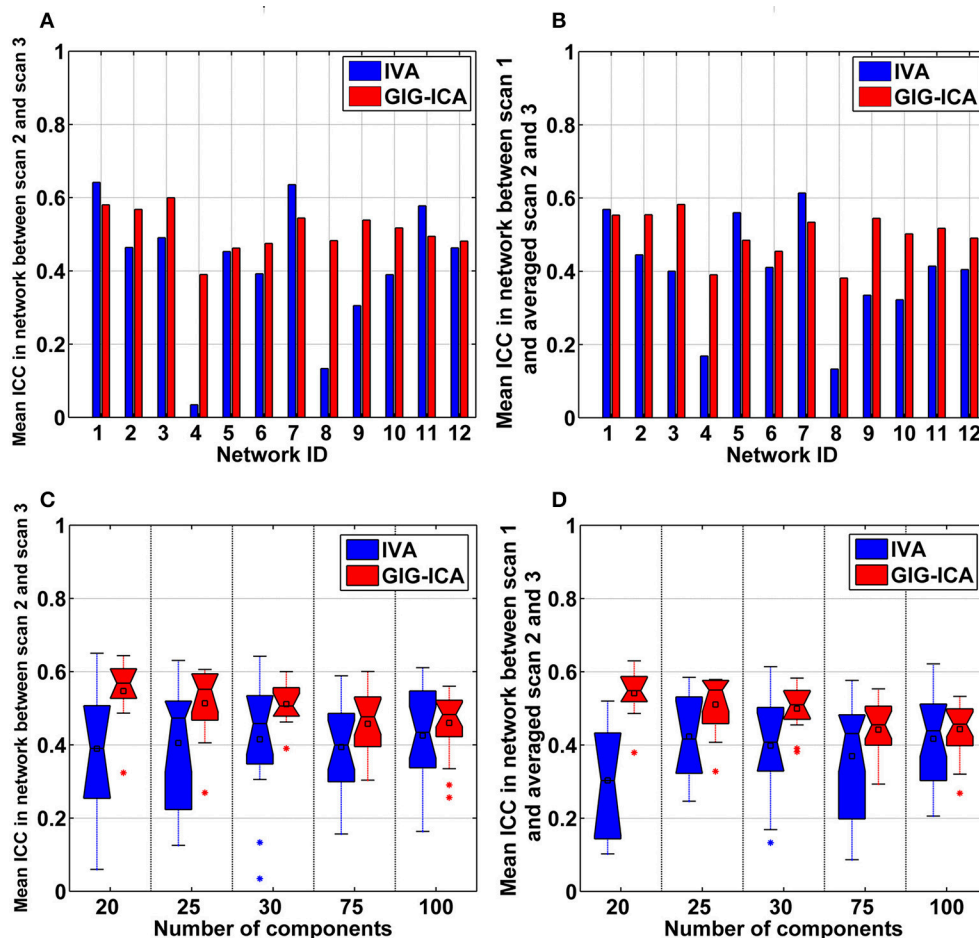 A
Mean ICC in network between scan 2 and scan 3
1
0.8
0.6
0.4
0.2
0
IVA
GIG-ICA
1 2 3 4 5 6 7 8 9 10 11 12
Network ID
B
Mean ICC in network between scan 1
and averaged scan 2 and 3
1
0.8
0.6
0.4
0.2
0
IVA
GIG-ICA
1 2 3 4 5 6 7 8 9 10 11 12
Network ID
C
Mean ICC in network between scan 2 and scan 3
1
0.8
0.6
0.4
0.2
0
IVA
GIG-ICA
20 25 30 75 100
Number of components
D
Mean ICC in network between scan 1
and averaged scan 2 and 3
1
0.8
0.6
0.4
0.2
0
IVA
GIG-ICA
20 25 30 75 100
Number of components